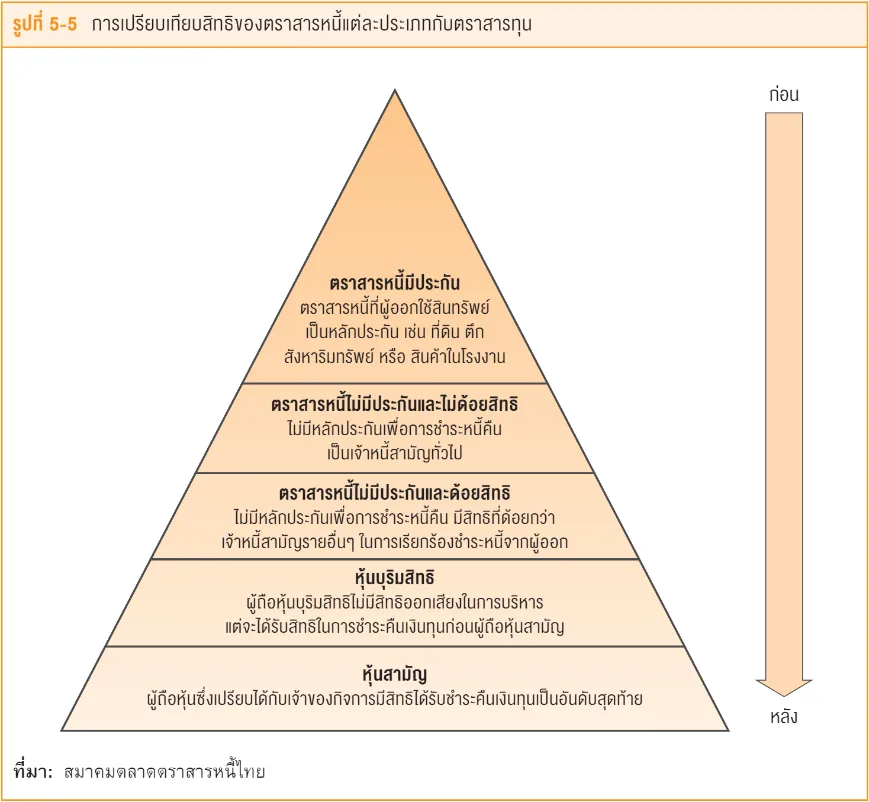 รูปที่ 5-5 การเปรียบเทียบสิทธิของตราสารหนี้แต่ละประเภทกับตราสารทุน
ก่อน
ตราสารหนี้มีประกัน
ตราสารหนี้ที่ผู้ออกใช้สินทรัพย์
เป็นหลักประกัน เช่น ที่ดิน ตึก
สังหาริมทรัพย์ หรือ สินค้าในโรงงาน
ตราสารหนี้ไม่มีประกันและไม่ด้อยสิทธิ
ไม่มีหลักประกันเพื่อการชำระหนี้คืน
เป็นเจ้าหนี้สามัญทั่วไป
ตราสารหนี้ไม่มีประกันและด้อยสิทธิ
ไม่มีหลักประกันเพื่อการชำระหนี้คืน มีสิทธิที่ด้อยกว่า
เจ้าหนี้สามัญรายอื่นๆ ในการเรียกร้องชำระหนี้จากผู้ออก
หุ้นบุริมสิทธิ
ผู้ถือหุ้นบุริมสิทธิไม่มีสิทธิออกเสียงในการบริหาร
แต่จะได้รับสิทธิในการชำระคืนเงินทุนก่อนผู้ถือหุ้นสามัญ
หุ้นสามัญ
ผู้ถือหุ้นซึ่งเปรียบได้กับเจ้าของกิจการมีสิทธิได้รับชำระคืนเงินทุนเป็นอันดับสุดท้าย
หลัง
ที่มา: สมาคมตลาดตราสารหนี้ไทย